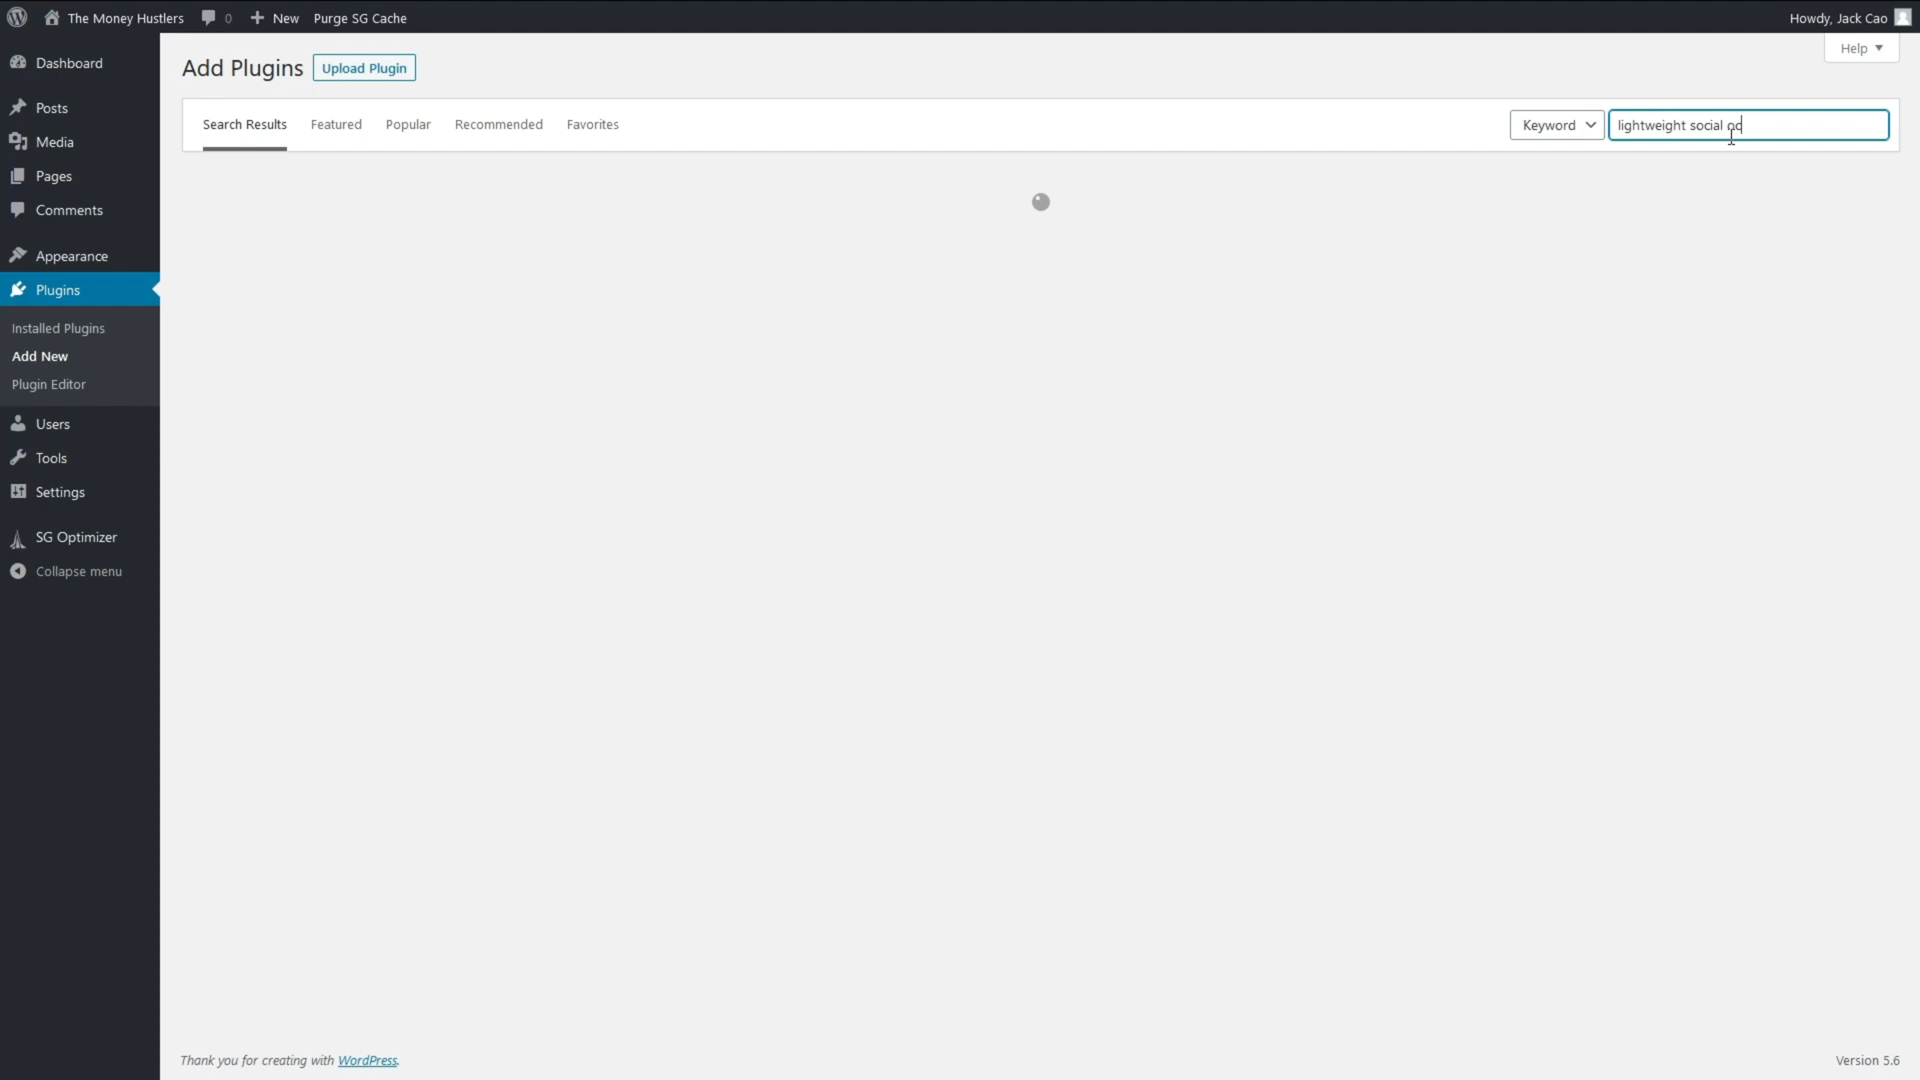 The Money Hustlers
0
New
Purge SG Cache
Howdy, Jack Cao
Dashboard
Posts
Media
Pages
Comments
Appearance
Plugins
Installed Plugins
Add New
Plugin Editor
Users
Tools
Settings
SG Optimizer
Collapse menu
Help
Add Plugins
Upload Plugin
Search Results
Featured
Popular
Recommended
Favorites
Keyword
lightweight social
Thank you for creating with WordPress.
Version 5.6